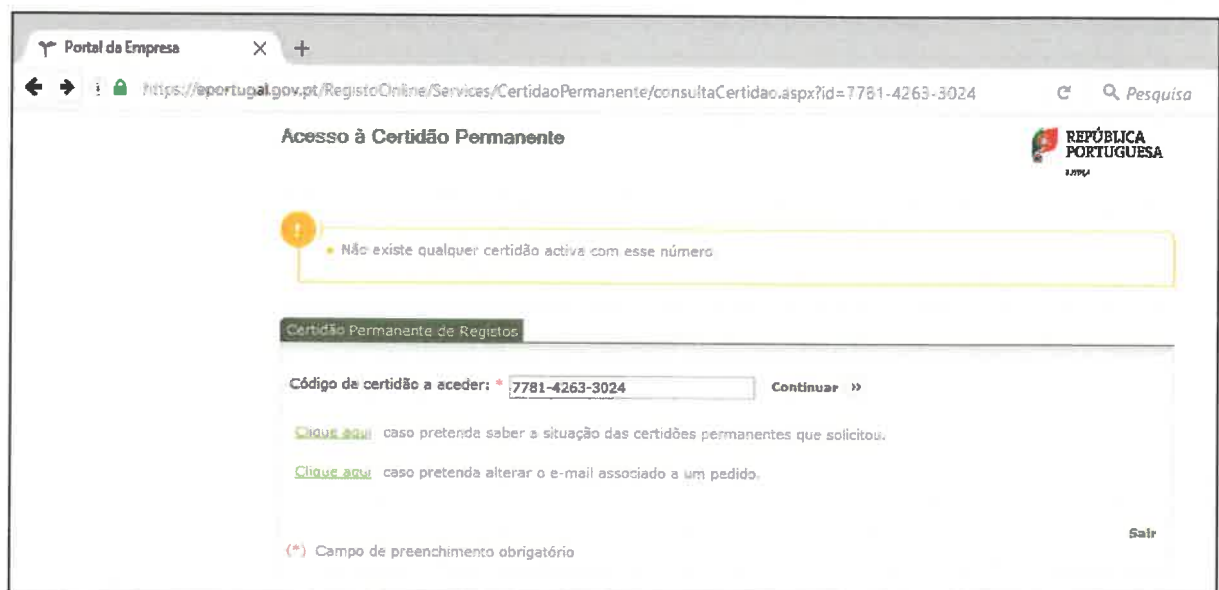 Portal da Empresa
https://eportugal.gov.pt/RegistoOnline/Services/CertidaoPermanente/consultaCertidao.aspx?id=7781-4263-3024
Pesquisa
Acesso à Certidão Permanente
REPÚBLICA
PORTUGUESA
Não existe qualquer certidão activa com esse número
Certidão Permanente de Registos
Código da certidão a aceder: * 7781-4263-3024 Continuar »
Clique aqui caso pretenda saber a situação das certidões permanentes que solicitou.
Clique aqui caso pretenda alterar o e-mail associado a um pedido.
Sair
(*) Campo de preenchimento obrigatório